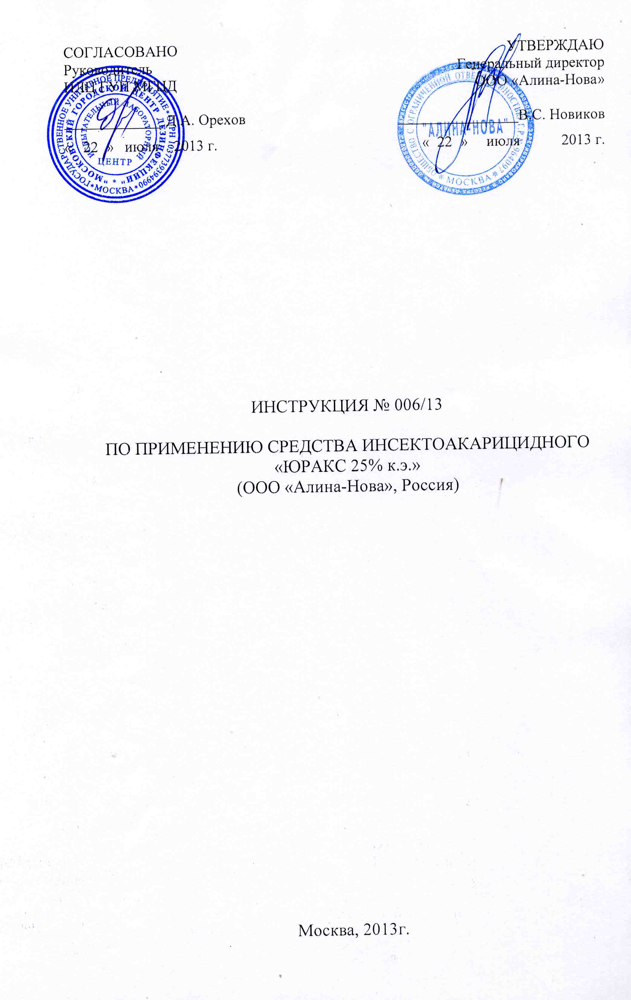 СОГЛАСОВАНО
Руководитель
ИЛЦ ГУП МГЦД
Д.А. Орехов
« 22 » июля 2013 г.
ГОСУДАРСТВЕННОЕ УНИТАРНОЕ ПРЕДПРИЯТИЕ * ОГРН 1037739394990 * МОСКВА *
"МОСКОВСКИЙ ГОРОДСКОЙ ЦЕНТР ДЕЗИНФЕКЦИИ" *
ИСПЫТАТЕЛЬНЫЙ ЛАБОРАТОРНЫЙ
ЦЕНТР
УТВЕРЖДАЮ
Генеральный директор
ООО «Алина-Нова»
В.С. Новиков
« 22 » июля 2013 г.
ОБЩЕСТВО С ОГРАНИЧЕННОЙ ОТВЕТСТВЕННОСТЬЮ
* МОСКВА *
"АЛИНА-НОВА"
ИНСТРУКЦИЯ № 006/13
ПО ПРИМЕНЕНИЮ СРЕДСТВА ИНСЕКТОАКАРИЦИДНОГО
«ЮРАКС 25% к.э.»
(ООО «Алина-Нова», Россия)
Москва, 2013г.